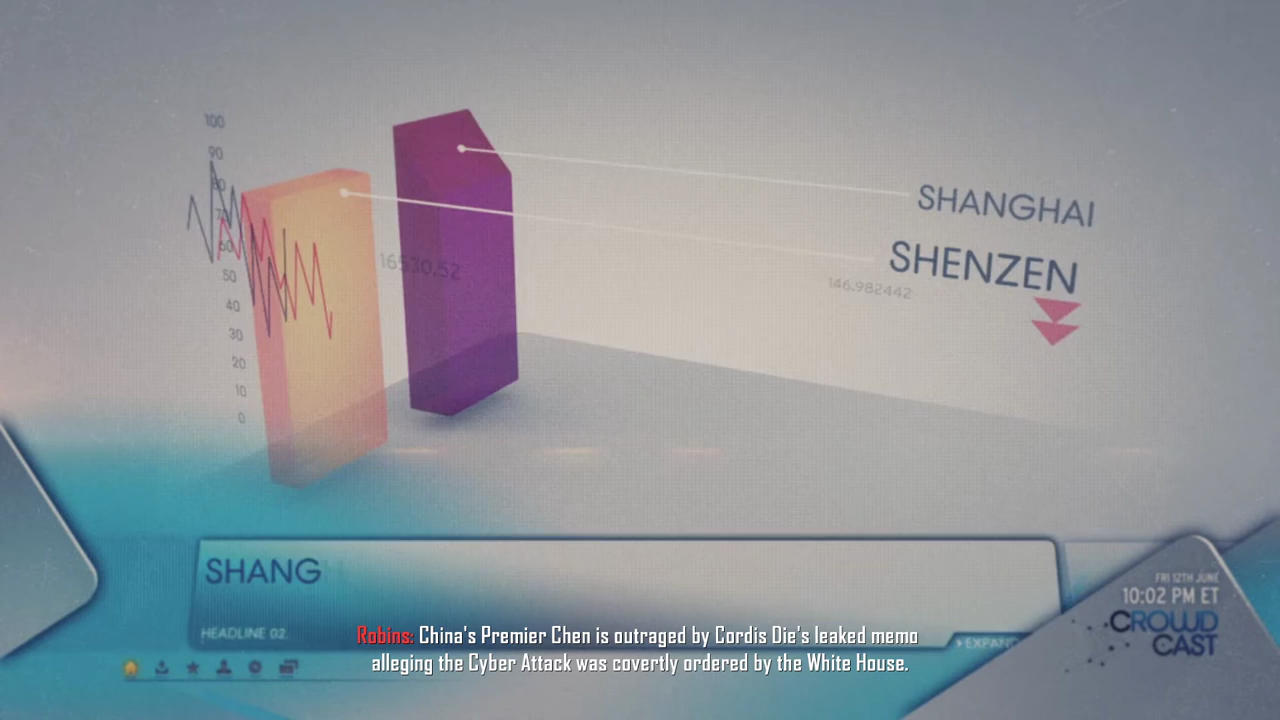 100
90
80
70
60
50
40
30
20
10
0
16530.52
SHANGHAI
SHENZEN
146.982442
SHANG
HEADLINE 02.
EXPAND
FRI 12TH JUNE
10:02 PM ET
CROWD
CAST
Robins: China's Premier Chen is outraged by Cordis Die's leaked memo
alleging the Cyber Attack was covertly ordered by the White House.